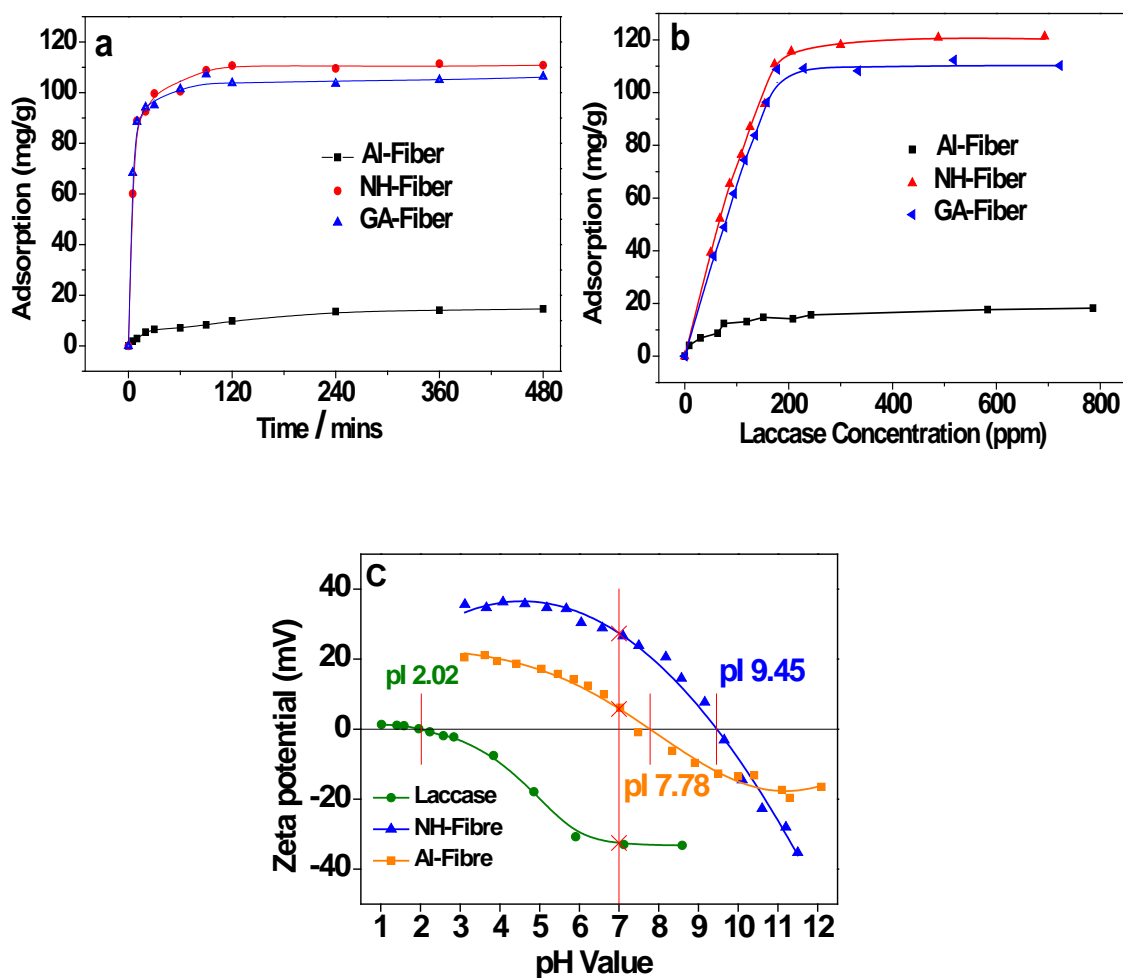 a
Adsorption (mg/g)
120
100
80
60
40
20
0
Al-Fiber
NH-Fiber
GA-Fiber
0 120 240 360 480
Time / mins
b
Adsorption (mg/g)
120
100
80
60
40
20
0
Al-Fiber
NH-Fiber
GA-Fiber
0 200 400 600 800
Laccase Concentration (ppm)
C
Zeta potential (mV)
40
20
0
-20
-40
pI 2.02
pI 9.45
pI 7.78
Laccase
NH-Fibre
Al-Fibre
1 2 3 4 5 6 7 8 9 10 11 12
pH Value